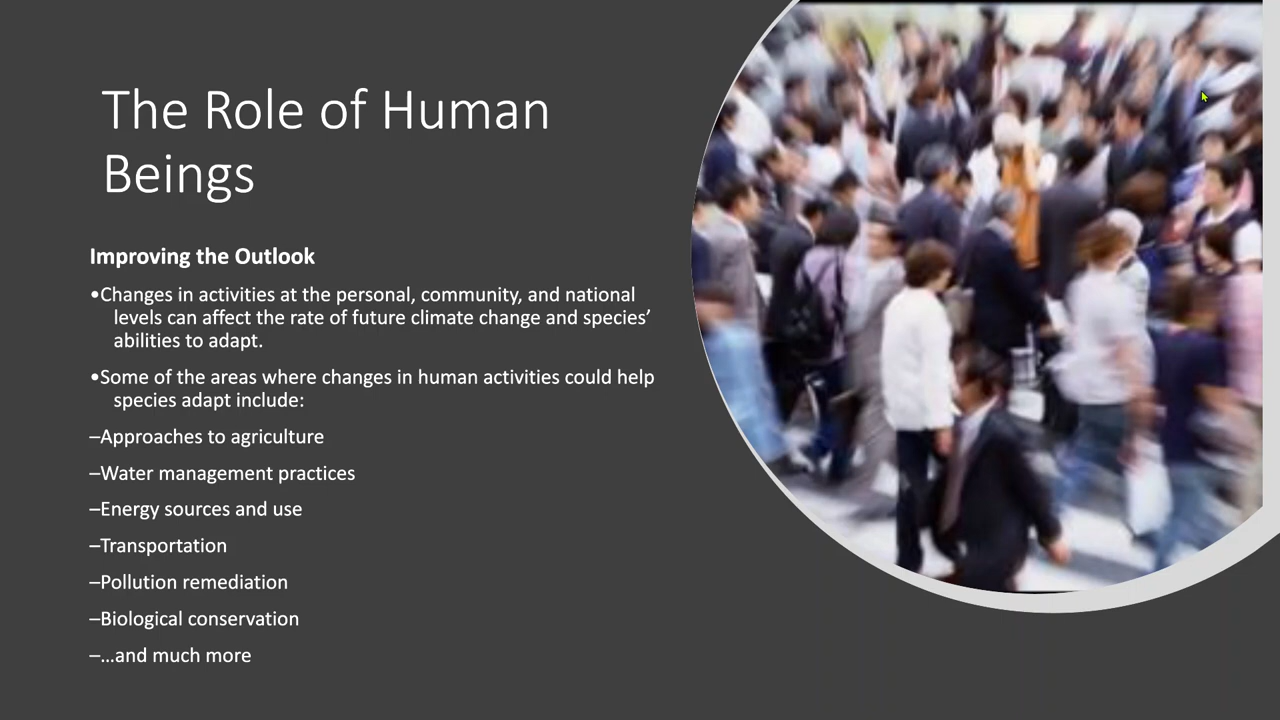 The Role of Human
Beings
Improving the Outlook
•Changes in activities at the personal, community, and national
levels can affect the rate of future climate change and species’
abilities to adapt.
•Some of the areas where changes in human activities could help
species adapt include:
–Approaches to agriculture
–Water management practices
–Energy sources and use
–Transportation
–Pollution remediation
–Biological conservation
–…and much more